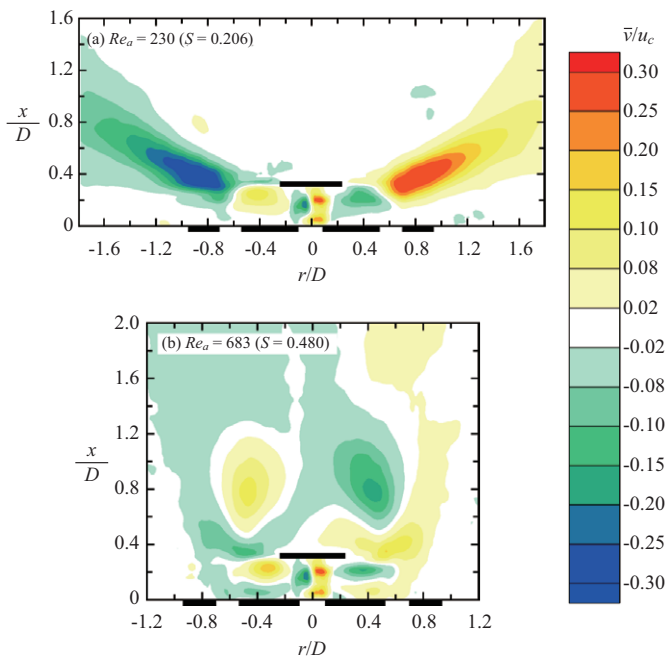 (a) Re_a = 230 (S = 0.206)
1.6
1.2
0.8
0.4
0
x/D
-1.6 -1.2 -0.8 -0.4 0 0.4 0.8 1.2 1.6
r/D
(b) Re_a = 683 (S = 0.480)
2.0
1.6
1.2
0.8
0.4
0
x/D
-1.2 -0.8 -0.4 0 0.4 0.8 1.2
r/D
v̅/u_c
0.30
0.25
0.20
0.15
0.10
0.08
0.02
-0.02
-0.08
-0.10
-0.15
-0.20
-0.25
-0.30